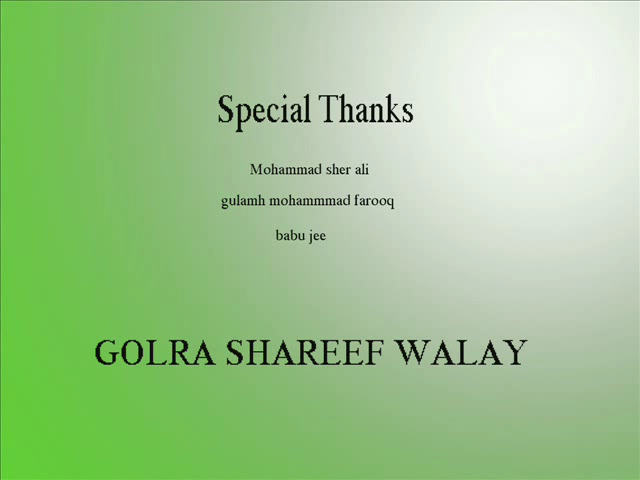 Special Thanks
Mohammad sher ali
gulamh mohammmad farooq
babu jee
GOLRA SHAREEF WALAY